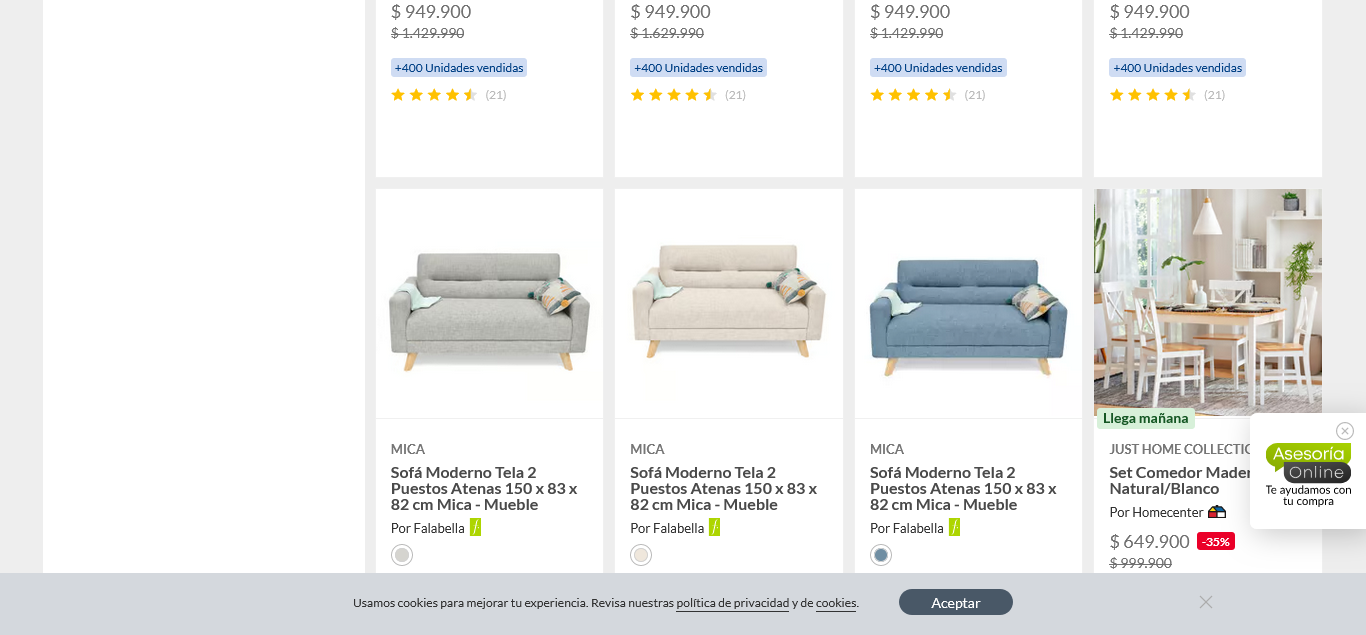 $ 949.900
$ 1.429.990
+400 Unidades vendidas
(21)
$ 949.900
$ 1.629.990
+400 Unidades vendidas
(21)
$ 949.900
$ 1.429.990
+400 Unidades vendidas
(21)
$ 949.900
$ 1.429.990
+400 Unidades vendidas
(21)
MICA
Sofá Moderno Tela 2
Puestos Atenas 150 x 83 x
82 cm Mica - Mueble
Por Falabella
MICA
Sofá Moderno Tela 2
Puestos Atenas 150 x 83 x
82 cm Mica - Mueble
Por Falabella
MICA
Sofá Moderno Tela 2
Puestos Atenas 150 x 83 x
82 cm Mica - Mueble
Por Falabella
Llega mañana
JUST HOME COLLECTIO
Set Comedor Mader
Natural/Blanco
Por Homecenter
$ 649.900 -35%
$ 999.900
Asesoría
Online
Te ayudamos con
tu compra
Usamos cookies para mejorar tu experiencia. Revisa nuestras política de privacidad y de cookies.
Aceptar